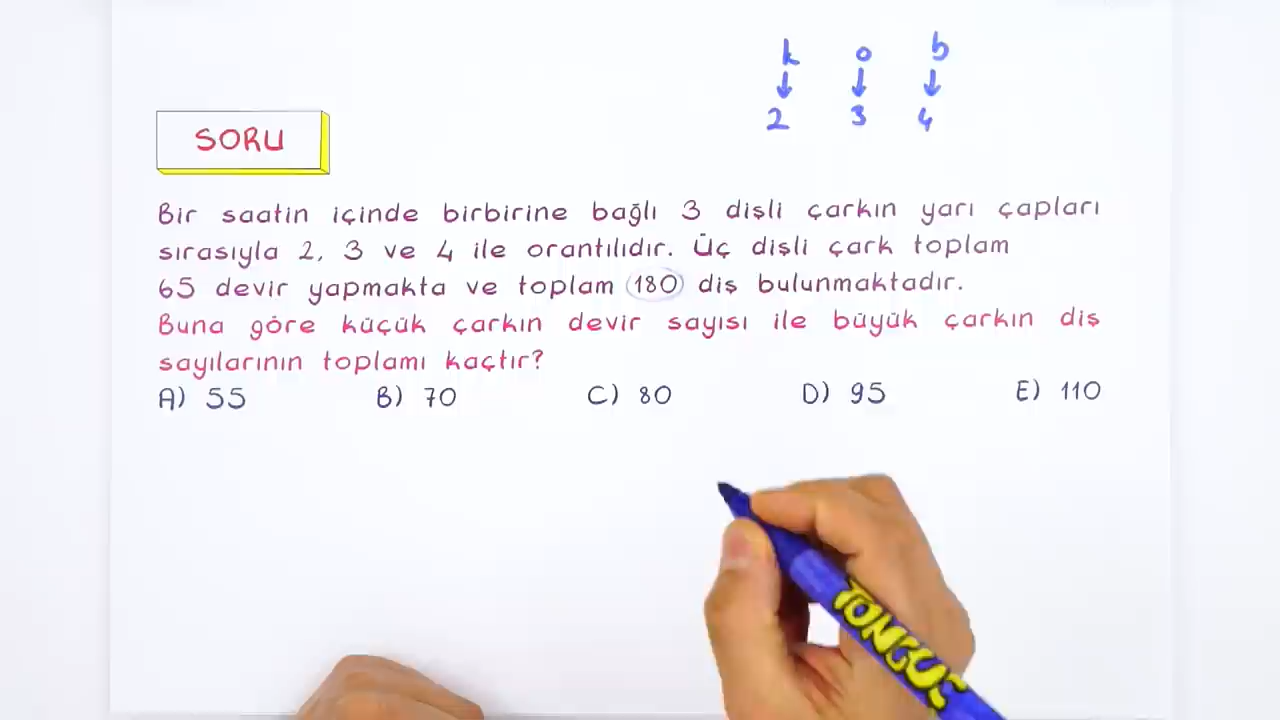 k o b
2 3 4
SORU
Bir saatin içinde birbirine bağlı 3 dişli çarkın yarı çapları
sırasıyla 2, 3 ve 4 ile orantılıdır. Üç dişli çark toplam
65 devir yapmakta ve toplam 180 diş bulunmaktadır.
Buna göre küçük çarkın devir sayısı ile büyük çarkın diş
sayılarının toplamı kaçtır?
A) 55 B) 70 C) 80 D) 95 E) 110
TONGUÇ